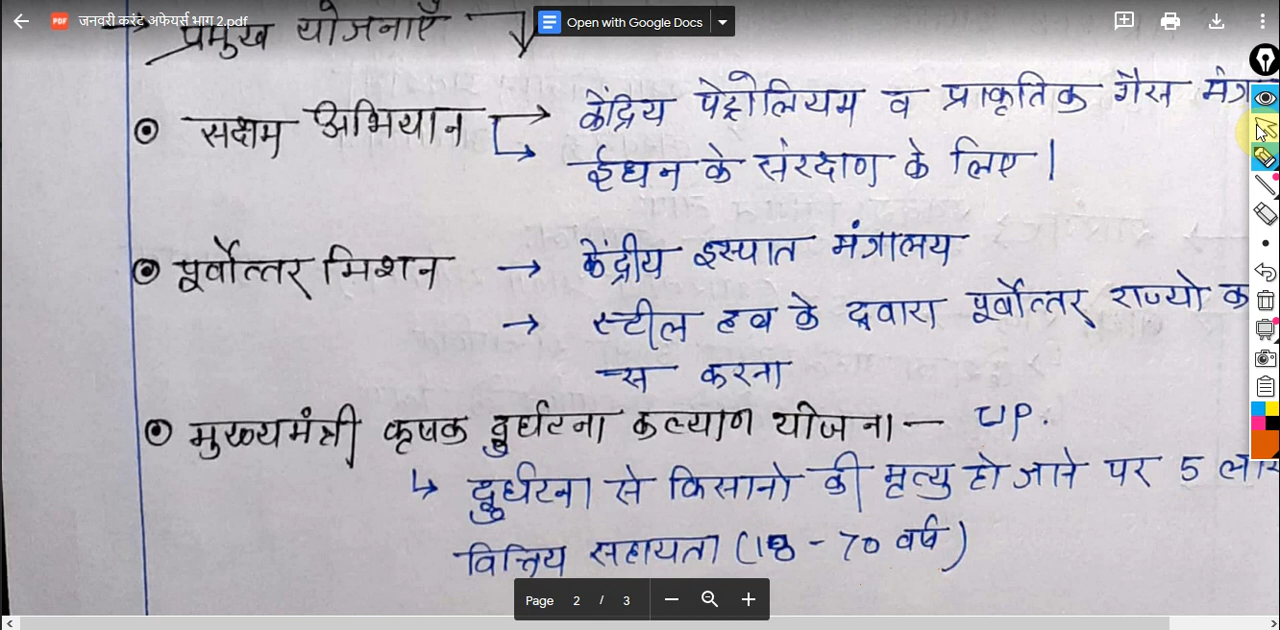 जनवरी करंट अफेयर्स भाग 2.pdf
Open with Google Docs
प्रमुख योजनाएँ
सक्षम अभियान → केंद्रिय पेट्रोलियम व प्राकृतिक गैस मंत्र
ईंधन के संरक्षण के लिए।
पूर्वोत्तर मिशन → केंद्रीय इस्पात मंत्रालय
→ स्टील हब के द्वारा पूर्वोत्तर राज्यो क
स करना
मुख्यमंत्री कृषक दुर्घटना कल्याण योजना – UP.
↳ दुर्घटना से किसानो की मृत्यु हो जाने पर 5 लाख
वित्तिय सहायता (18 - 70 वर्ष)
Page 2 / 3